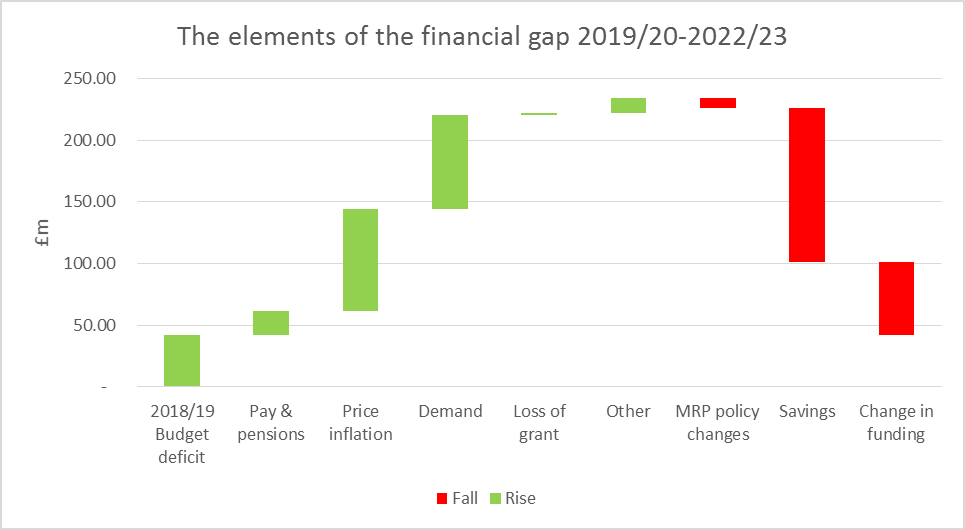 The elements of the financial gap 2019/20-2022/23
250.00
200.00
150.00
100.00
50.00
-
£m
2018/19
Budget
deficit
Pay &
pensions
Price
inflation
Demand
Loss of
grant
Other
MRP policy
changes
Savings
Change in
funding
Fall
Rise